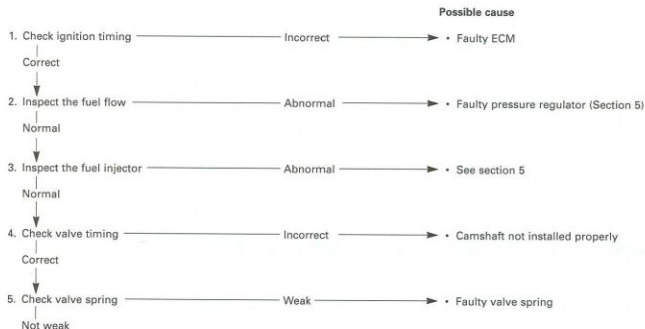 Possible cause
1. Check ignition timing Incorrect • Faulty ECM
Correct
2. Inspect the fuel flow Abnormal • Faulty pressure regulator (Section 5)
Normal
3. Inspect the fuel injector Abnormal • See section 5
Normal
4. Check valve timing Incorrect • Camshaft not installed properly
Correct
5. Check valve spring Weak • Faulty valve spring
Not weak